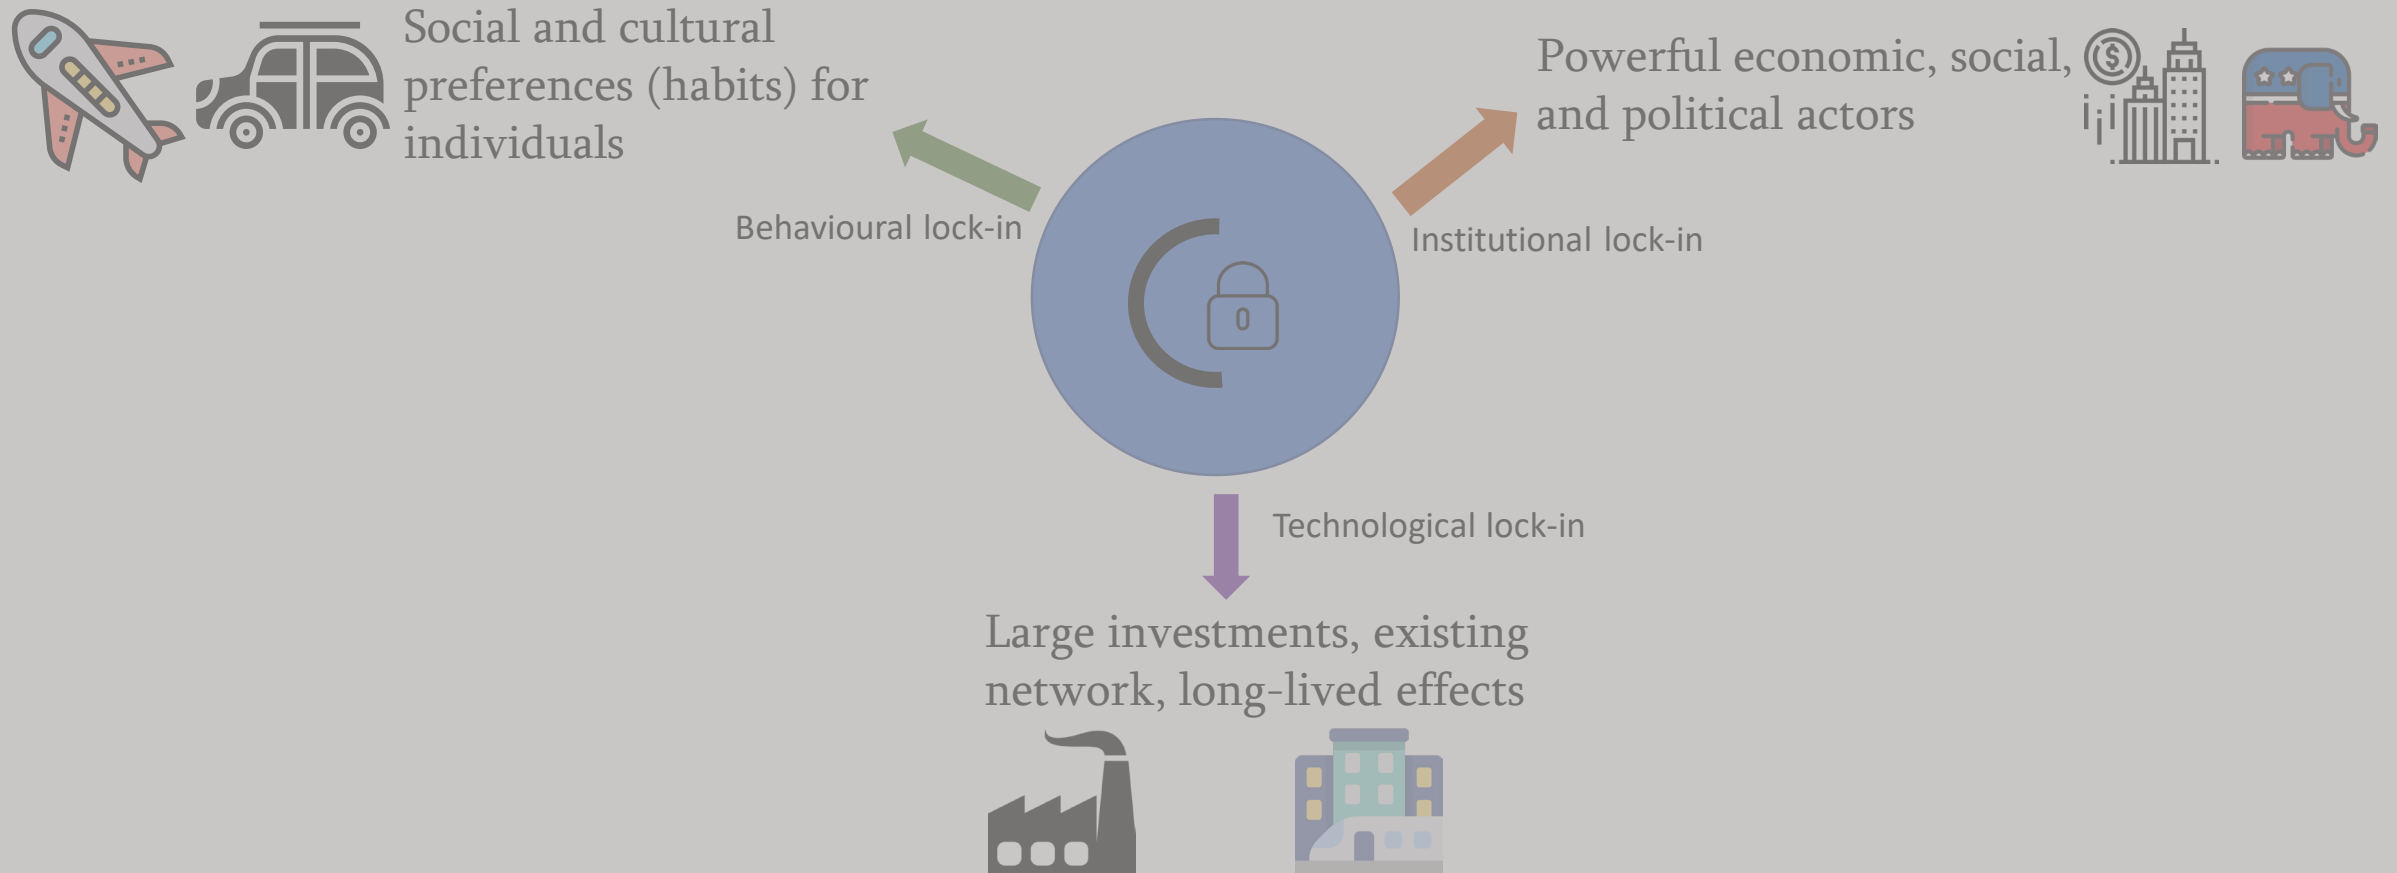 Social and cultural
preferences (habits) for
individuals
Powerful economic, social,
and political actors
$
Behavioural lock-in
Institutional lock-in
C
Technological lock-in
Large investments, existing
network, long-lived effects